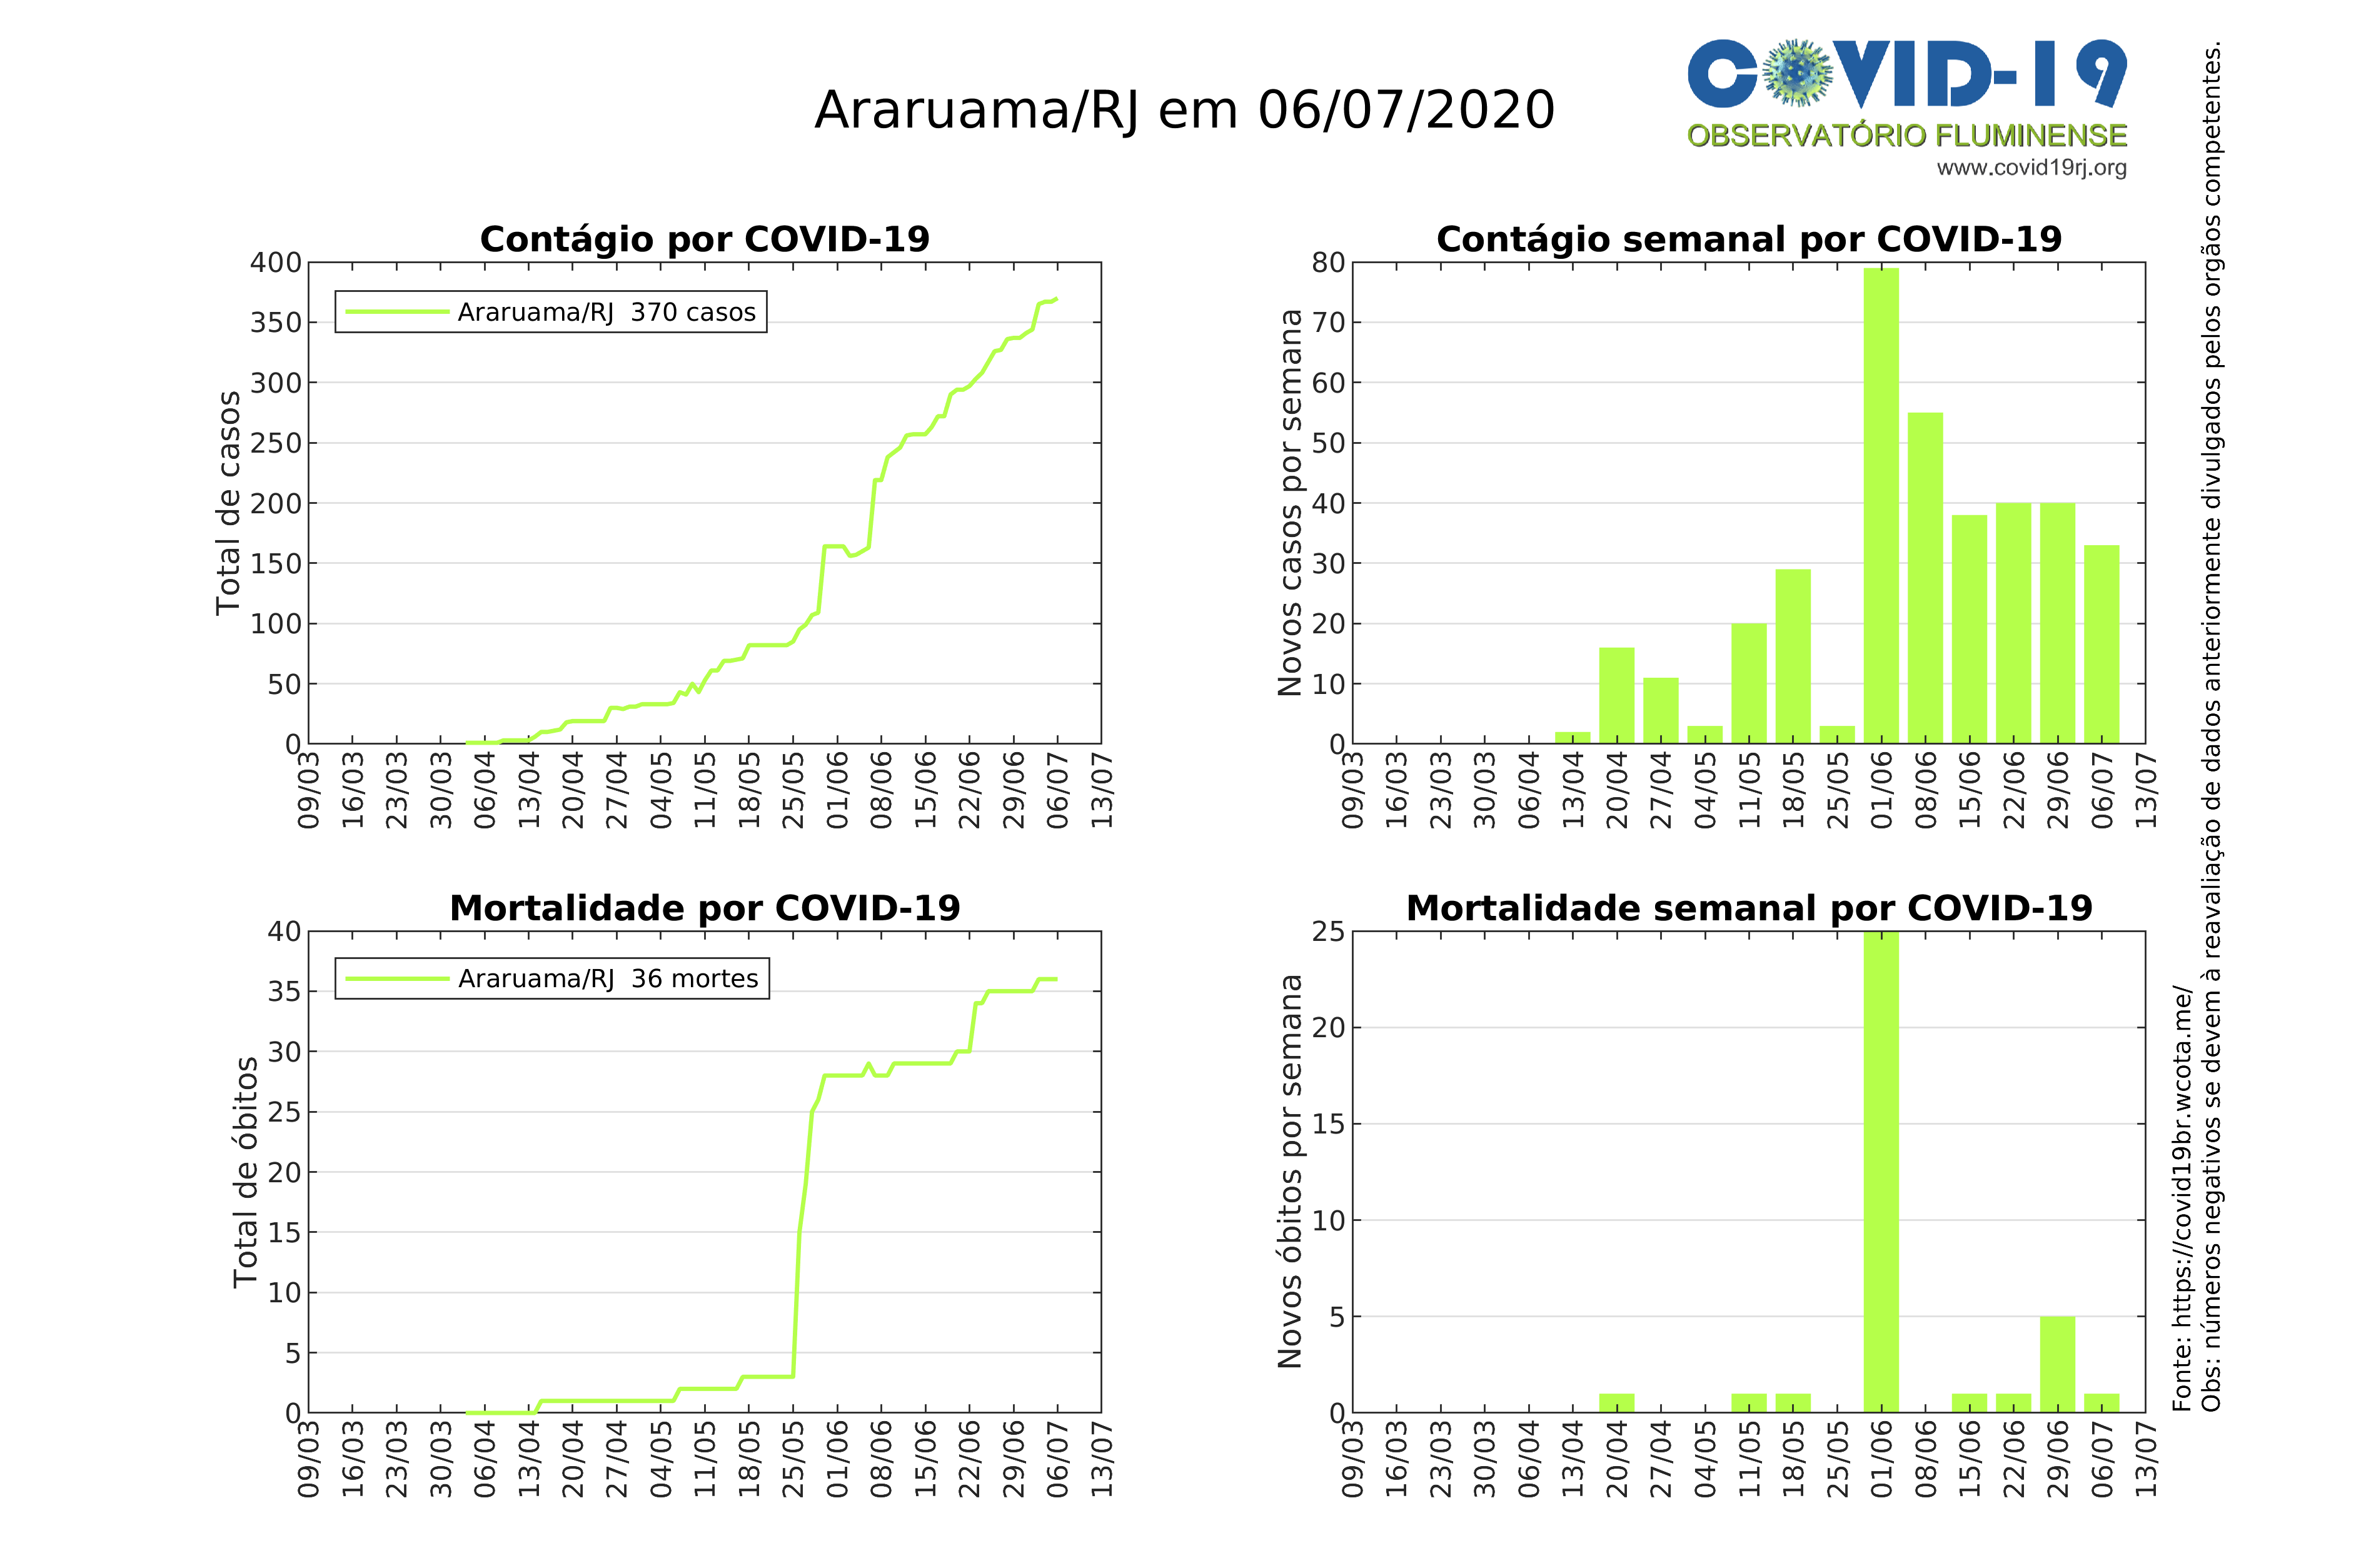 Araruama/RJ em 06/07/2020
COVID-19
OBSERVATÓRIO FLUMINENSE
www.covid19rj.org
Contágio por COVID-19
Total de casos
400
350
300
250
200
150
100
50
0
Araruama/RJ 370 casos
09/03 16/03 23/03 30/03 06/04 13/04 20/04 27/04 04/05 11/05 18/05 25/05 01/06 08/06 15/06 22/06 29/06 06/07 13/07
Contágio semanal por COVID-19
Novos casos por semana
80
70
60
50
40
30
20
10
0
09/03 16/03 23/03 30/03 06/04 13/04 20/04 27/04 04/05 11/05 18/05 25/05 01/06 08/06 15/06 22/06 29/06 06/07 13/07
Mortalidade por COVID-19
Total de óbitos
40
35
30
25
20
15
10
5
0
Araruama/RJ 36 mortes
09/03 16/03 23/03 30/03 06/04 13/04 20/04 27/04 04/05 11/05 18/05 25/05 01/06 08/06 15/06 22/06 29/06 06/07 13/07
Mortalidade semanal por COVID-19
Novos óbitos por semana
25
20
15
10
5
0
09/03 16/03 23/03 30/03 06/04 13/04 20/04 27/04 04/05 11/05 18/05 25/05 01/06 08/06 15/06 22/06 29/06 06/07 13/07
Fonte: https://covid19br.wcota.me/
Obs: números negativos se devem à reavaliação de dados anteriormente divulgados pelos orgãos competentes.